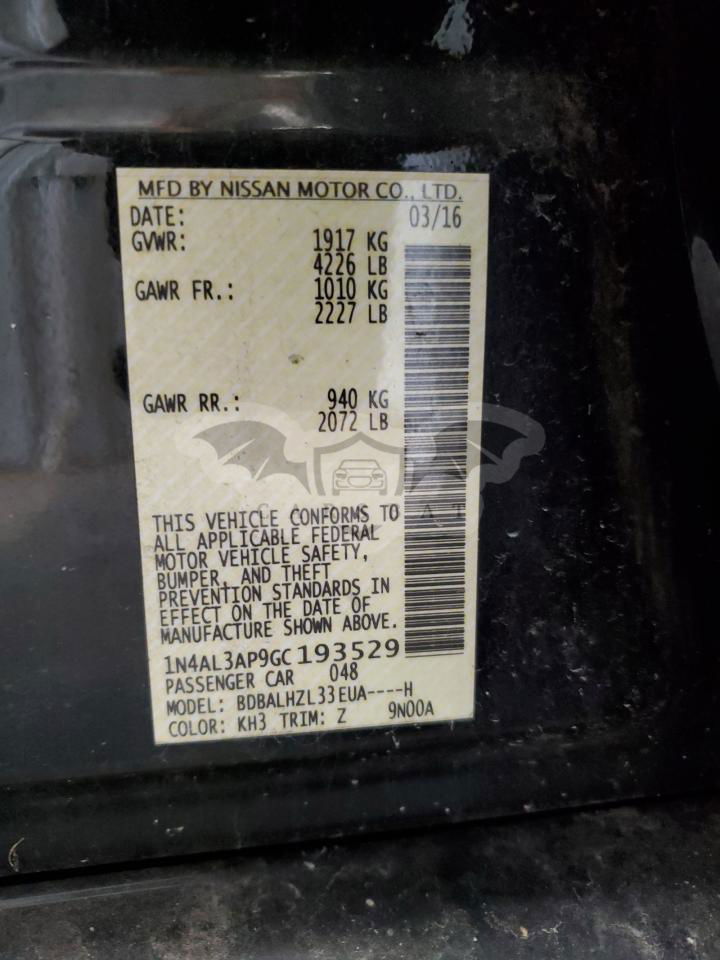 MFD BY NISSAN MOTOR CO., LTD.
DATE: 03/16
GVWR: 1917 KG
4226 LB
GAWR FR.: 1010 KG
2227 LB
GAWR RR.: 940 KG
2072 LB
THIS VEHICLE CONFORMS TO
ALL APPLICABLE FEDERAL
MOTOR VEHICLE SAFETY,
BUMPER, AND THEFT
PREVENTION STANDARDS IN
EFFECT ON THE DATE OF
MANUFACTURE SHOWN ABOVE.
1N4AL3AP9GC193529
PASSENGER CAR 048
MODEL: BDBALHZL33EUA----H
COLOR: KH3 TRIM: Z 9N00A